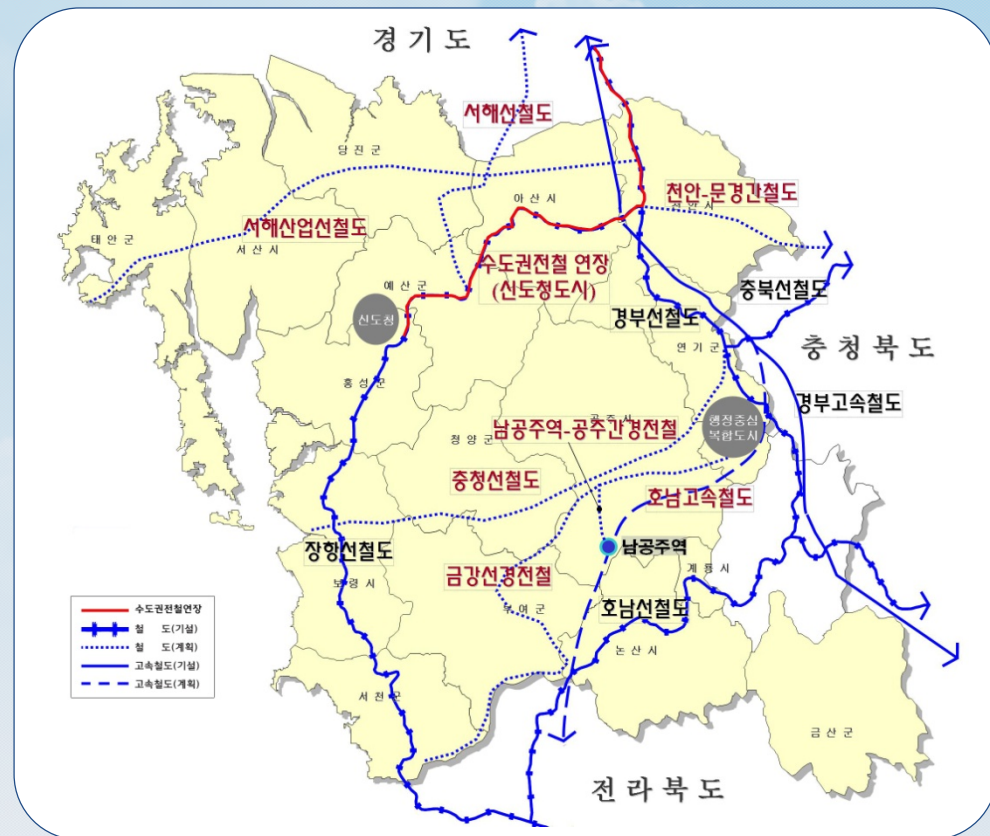 경기도
서해선철도
당진군
아산시
천안-문경간철도
천안시
태안군
서해산업선철도
서산시
수도권전철 연장
(신도청도시)
예산군
신도청
중북선철도
경부선철도
연기군
충청북도
홍성군
경부고속철도
행정중심
복합도시
남공주역-공주간경전철
공주시
청양군
충청선철도
호남고속철도
장항선철도
남공주역
보령시
금강선경전철
계룡시
부여군
호남선철도
논산시
수도권전철연장
철 도(기설)
철 도(계획)
고속철도(기설)
고속철도(계획)
서천군
금산군
전라북도